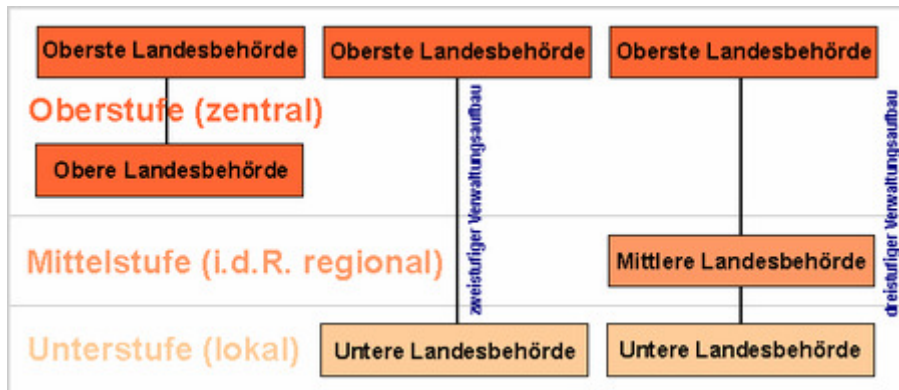 Oberste Landesbehörde
Oberste Landesbehörde
Oberste Landesbehörde
Oberstufe (zentral)
Obere Landesbehörde
zweistufiger Verwaltungsaufbau
dreistufiger Verwaltungsaufbau
Mittelstufe (i.d.R. regional)
Mittlere Landesbehörde
Unterstufe (lokal)
Untere Landesbehörde
Untere Landesbehörde